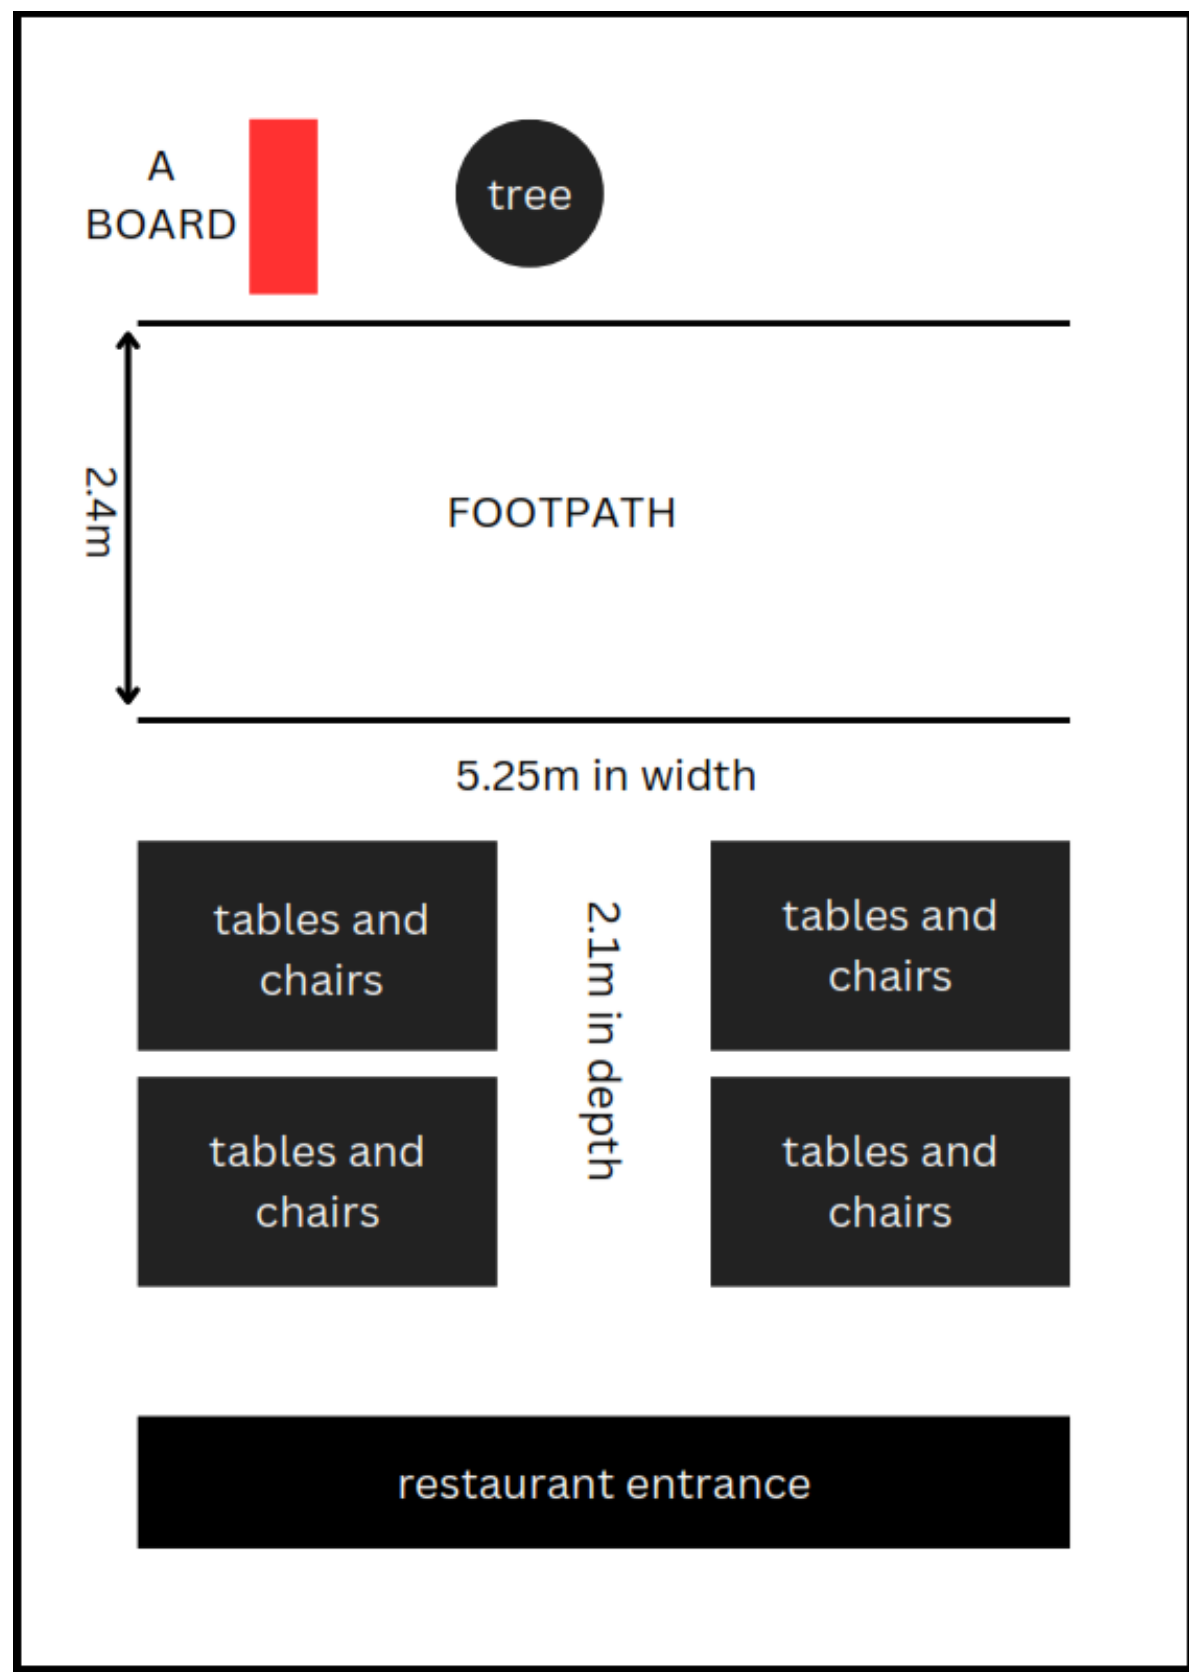 A
BOARD
tree
2.4m
FOOTPATH
5.25m in width
tables and
chairs
2.1m in depth
tables and
chairs
tables and
chairs
tables and
chairs
restaurant entrance